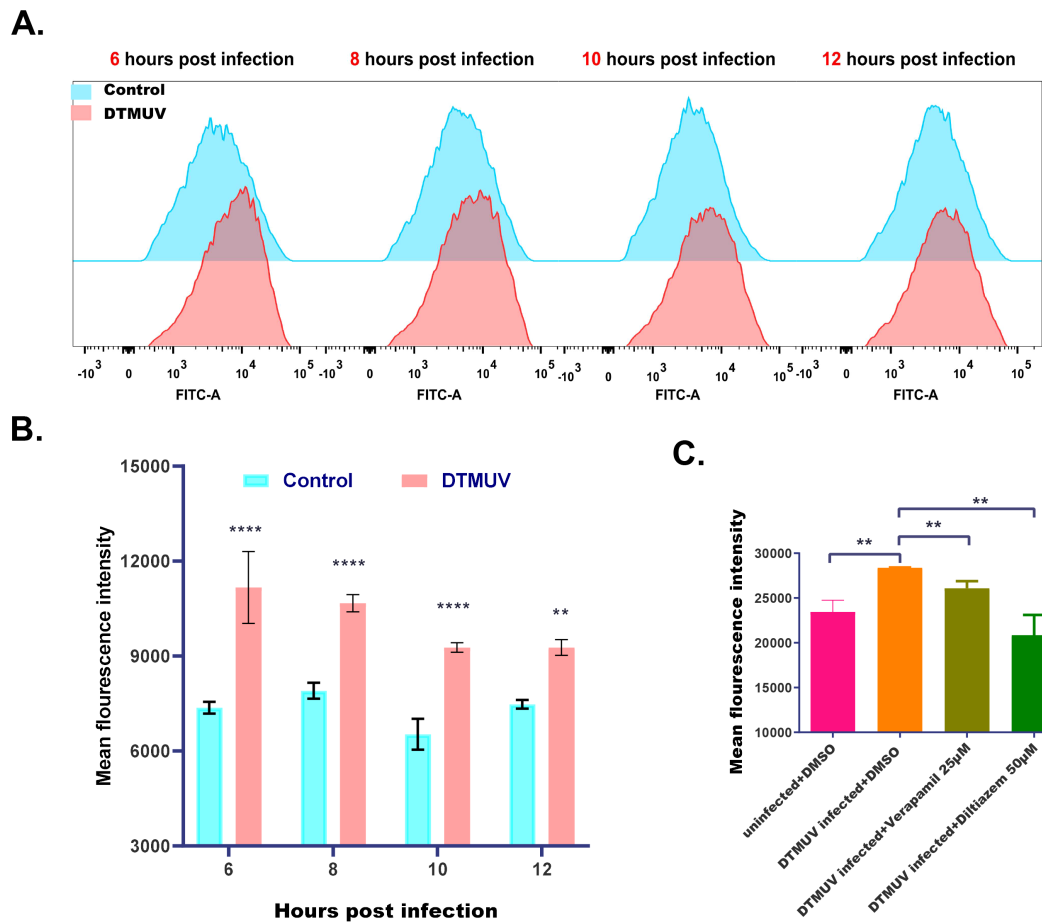 A.
6 hours post infection 8 hours post infection 10 hours post infection 12 hours post infection
Control
DTMUV
-10³ 0 10³ 10⁴ 10⁵ -10³ 0 10³ 10⁴ 10⁵ -10³ 0 10³ 10⁴ 10⁵ -10³ 0 10³ 10⁴ 10⁵
FITC-A FITC-A FITC-A FITC-A
B.
Control DTMUV
Mean flourescence intensity
15000
12000
9000
6000
3000
**** **** **** **
6 8 10 12
Hours post infection
C.
Mean flourescence intensity
30000
25000
20000
15000
10000
**
**
**
uninfected+DMSO
DTMUV infected+DMSO
DTMUV infected+Verapamil 25µM
DTMUV infected+Diltiazem 50µM